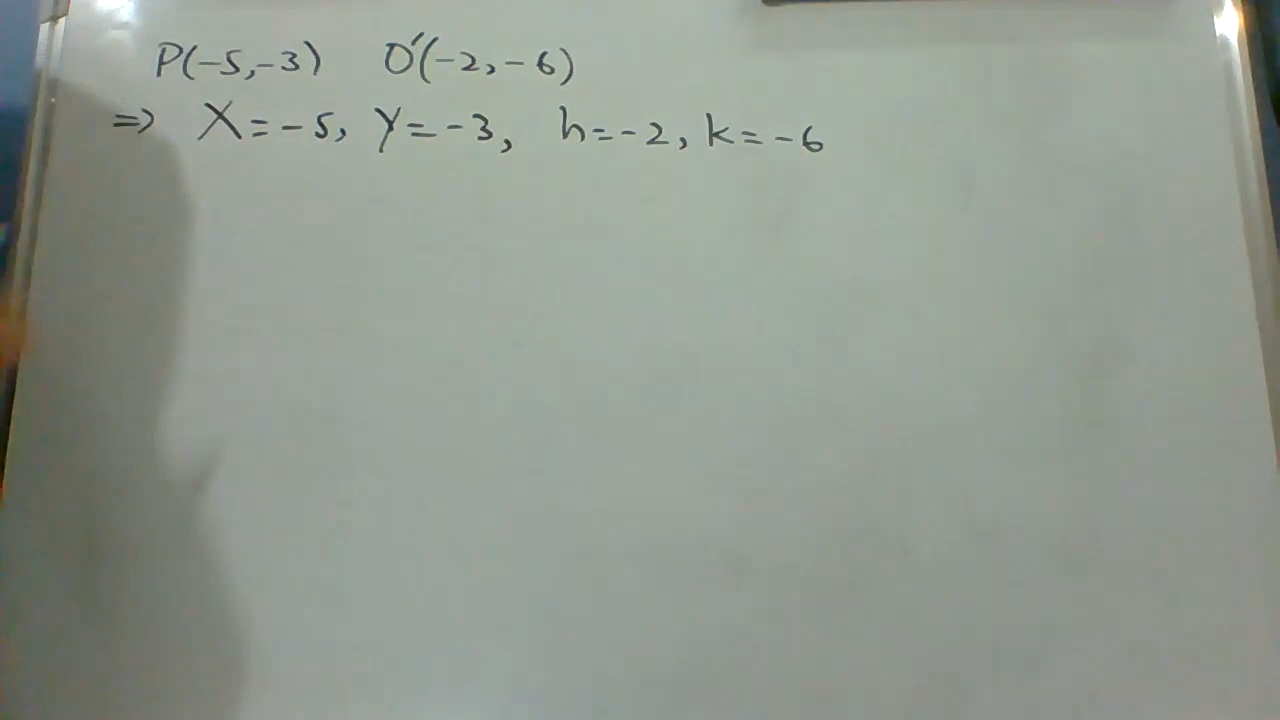 P(-5,-3) O'(-2,-6)
⇒ X=-5, Y=-3, h=-2, k=-6